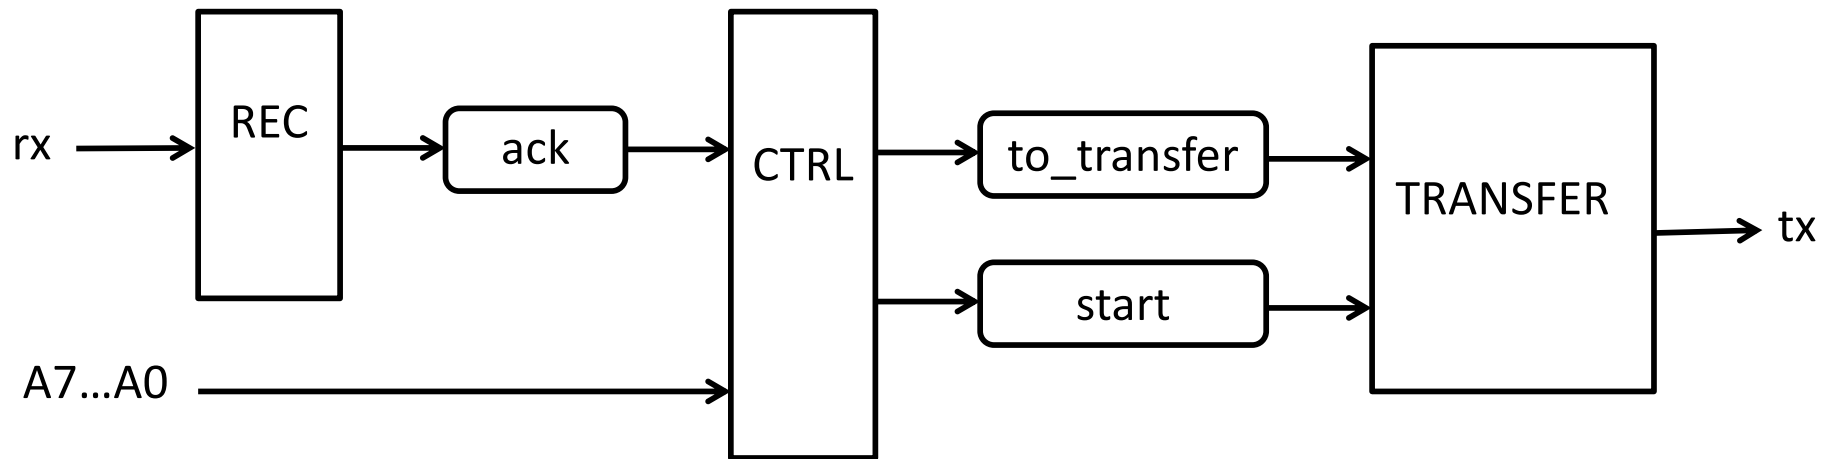 rx
REC
ack
CTRL
to_transfer
start
TRANSFER
tx
A7...A0